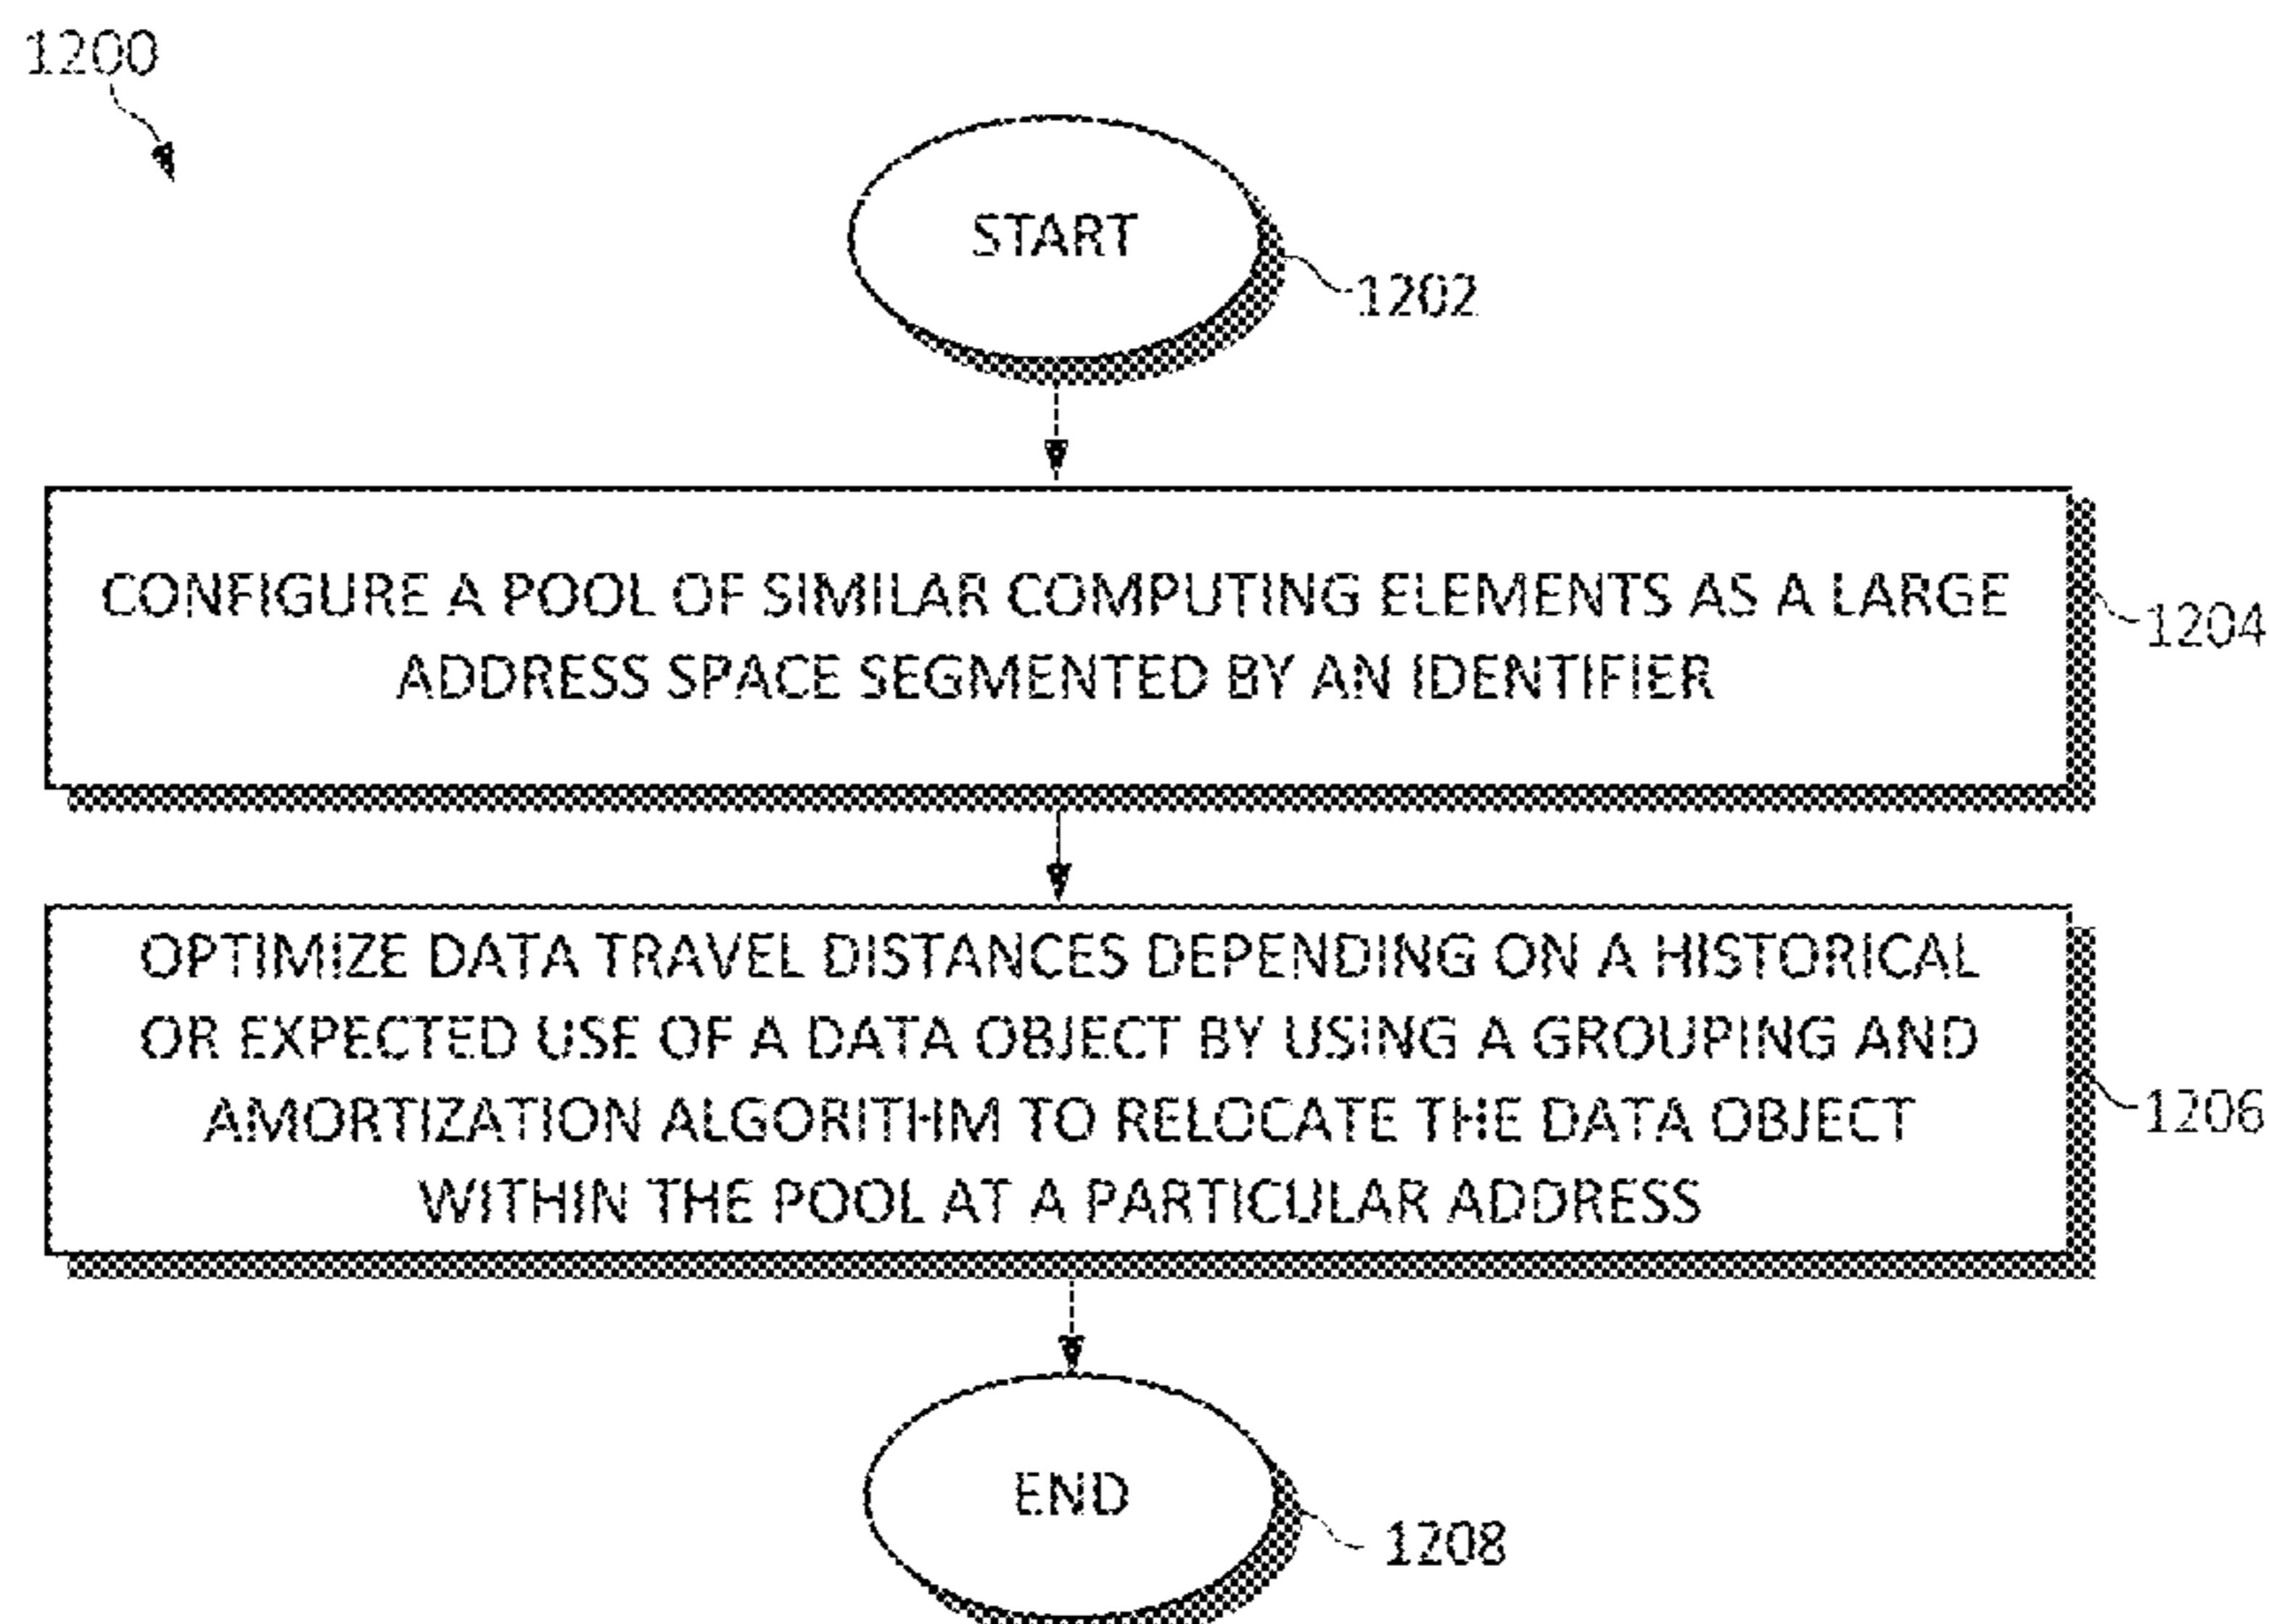 1200
START
1202
CONFIGURE A POOL OF SIMILAR COMPUTING ELEMENTS AS A LARGE
ADDRESS SPACE SEGMENTED BY AN IDENTIFIER
1204
OPTIMIZE DATA TRAVEL DISTANCES DEPENDING ON A HISTORICAL
OR EXPECTED USE OF A DATA OBJECT BY USING A GROUPING AND
AMORTIZATION ALGORITHM TO RELOCATE THE DATA OBJECT
WITHIN THE POOL AT A PARTICULAR ADDRESS
1206
END
1208